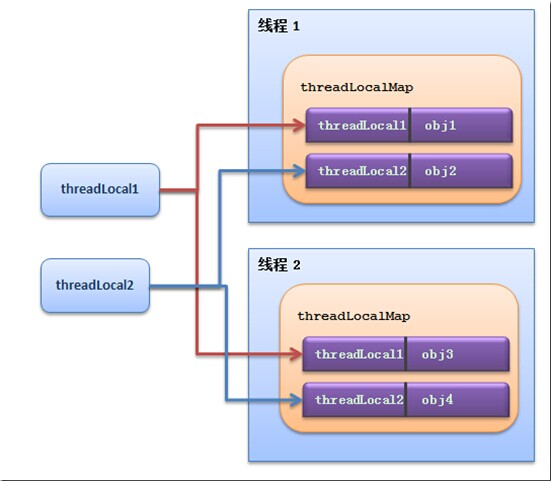 线程 1
threadLocalMap
threadLocal1 obj1
threadLocal2 obj2
threadLocal1
threadLocal2
线程 2
threadLocalMap
threadLocal1 obj3
threadLocal2 obj4